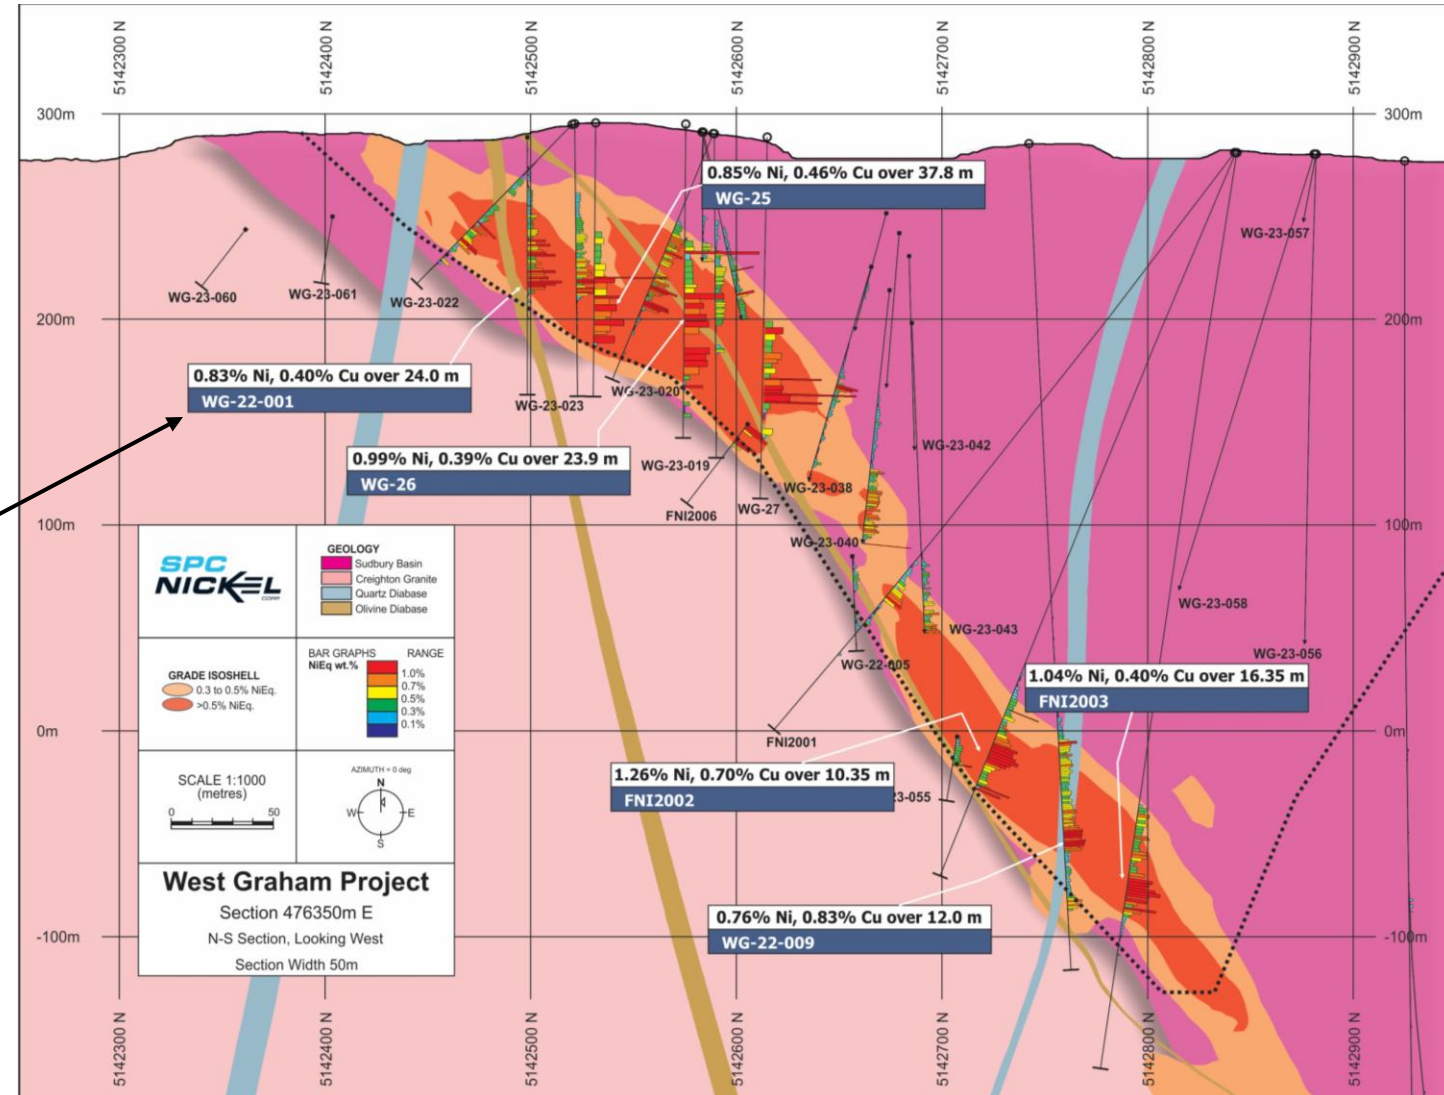 5142300 N
5142400 N
5142500 N
5142600 N
5142700 N
5142800 N
5142900 N
300m
300m
0.85% Ni, 0.46% Cu over 37.8 m
WG-25
WG-23-057
WG-23-060
WG-23-061
WG-23-022
200m
200m
0.83% Ni, 0.40% Cu over 24.0 m
WG-22-001
WG-23-020
WG-23-023
WG-23-042
0.99% Ni, 0.39% Cu over 23.9 m
WG-26
WG-23-019
WG-23-038
WG-27
FNI2006
100m
100m
WG-23-040
SPC
NICKEL
CORP
GEOLOGY
Sudbury Basin
Creighton Granite
Quartz Diabase
Olivine Diabase
WG-23-058
WG-23-043
WG-23-056
WG-22-005
BAR GRAPHS RANGE
NiEq wt.%
1.0%
0.7%
0.5%
0.3%
0.1%
GRADE ISOSHELL
0.3 to 0.5% NiEq.
>0.5% NiEq.
1.04% Ni, 0.40% Cu over 16.35 m
FNI2003
0m
0m
FNI2001
1.26% Ni, 0.70% Cu over 10.35 m
FNI2002
23-055
SCALE 1:1000
(metres)
0 50
AZIMUTH = 0 deg
N
W E
S
West Graham Project
Section 476350m E
N-S Section, Looking West
Section Width 50m
0.76% Ni, 0.83% Cu over 12.0 m
WG-22-009
-100m
-100m
5142300 N
5142400 N
5142500 N
5142600 N
5142700 N
5142800 N
5142900 N